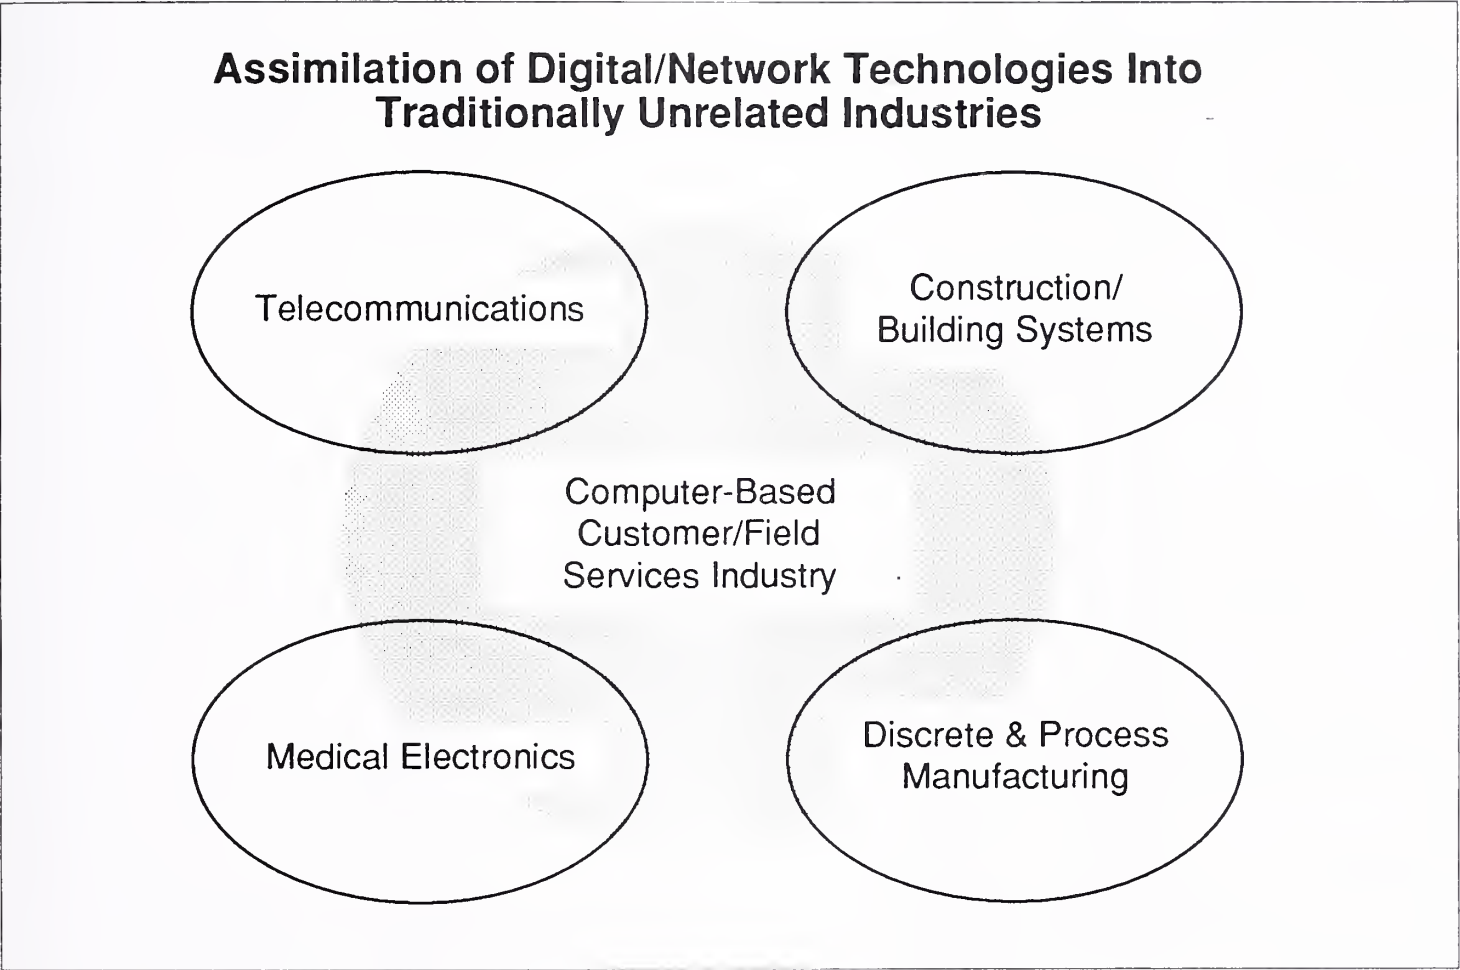 Assimilation of Digital/Network Technologies Into
Traditionally Unrelated Industries
Telecommunications
Construction/
Building Systems
Computer-Based
Customer/Field
Services Industry
Medical Electronics
Discrete & Process
Manufacturing